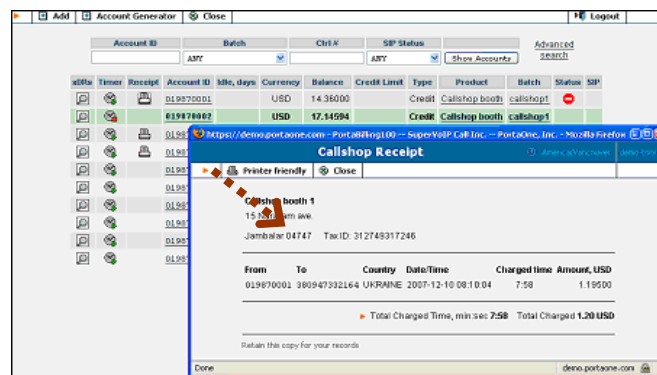 Add Account Generator Close Logout
Account ID Batch Ctrl # SIP Status
ANY ANY Show Accounts Advanced search
xDRs Timer Receipt Account ID Idle, days Currency Balance Credit Limit Type Product Batch Status SIP
019870001 USD 14.36000 Credit Callshop booth callshop1
019870002 USD 17.14594 Credit Callshop booth callshop1
https://demo.portaone.com - PortaBilling100 -- SuperVoIP Call Inc. -- PortaOne, Inc. - Mozilla Firefox
Callshop Receipt
America/Vancouver
Printer friendly Close
Callshop booth 1
15 ave.
Jambalar 04747 Tax ID: 312749317246
From To Country Date/Time Charged time Amount, USD
019870001 380947332164 UKRAINE 2007-12-10 08:10:04 7:58 1.19500
Total Charged Time, min:sec 7:58 Total Charged 1.20 USD
Retain this copy for your records
Done demo.portaone.com